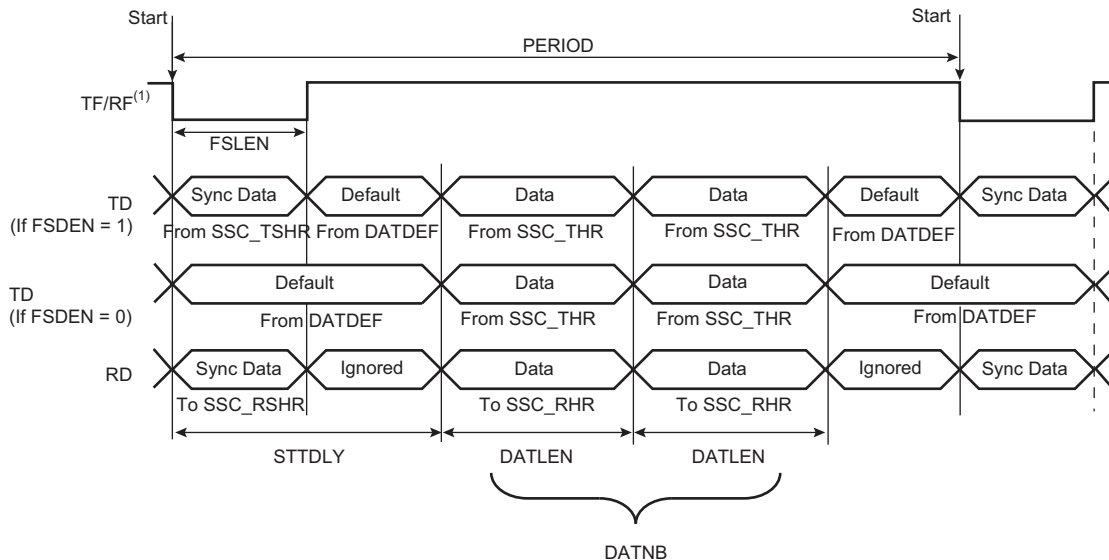 Start Start
PERIOD
TF/RF(1)
FSLEN
Sync Data Default Data Data Default Sync Data
TD
(If FSDEN = 1)
From SSC_TSHR From DATDEF From SSC_THR From SSC_THR From DATDEF
Default Data Data Default
TD
(If FSDEN = 0)
From DATDEF From SSC_THR From SSC_THR From DATDEF
RD Sync Data Ignored Data Data Ignored Sync Data
To SSC_RSHR To SSC_RHR To SSC_RHR
STTDLY DATLEN DATLEN
DATNB